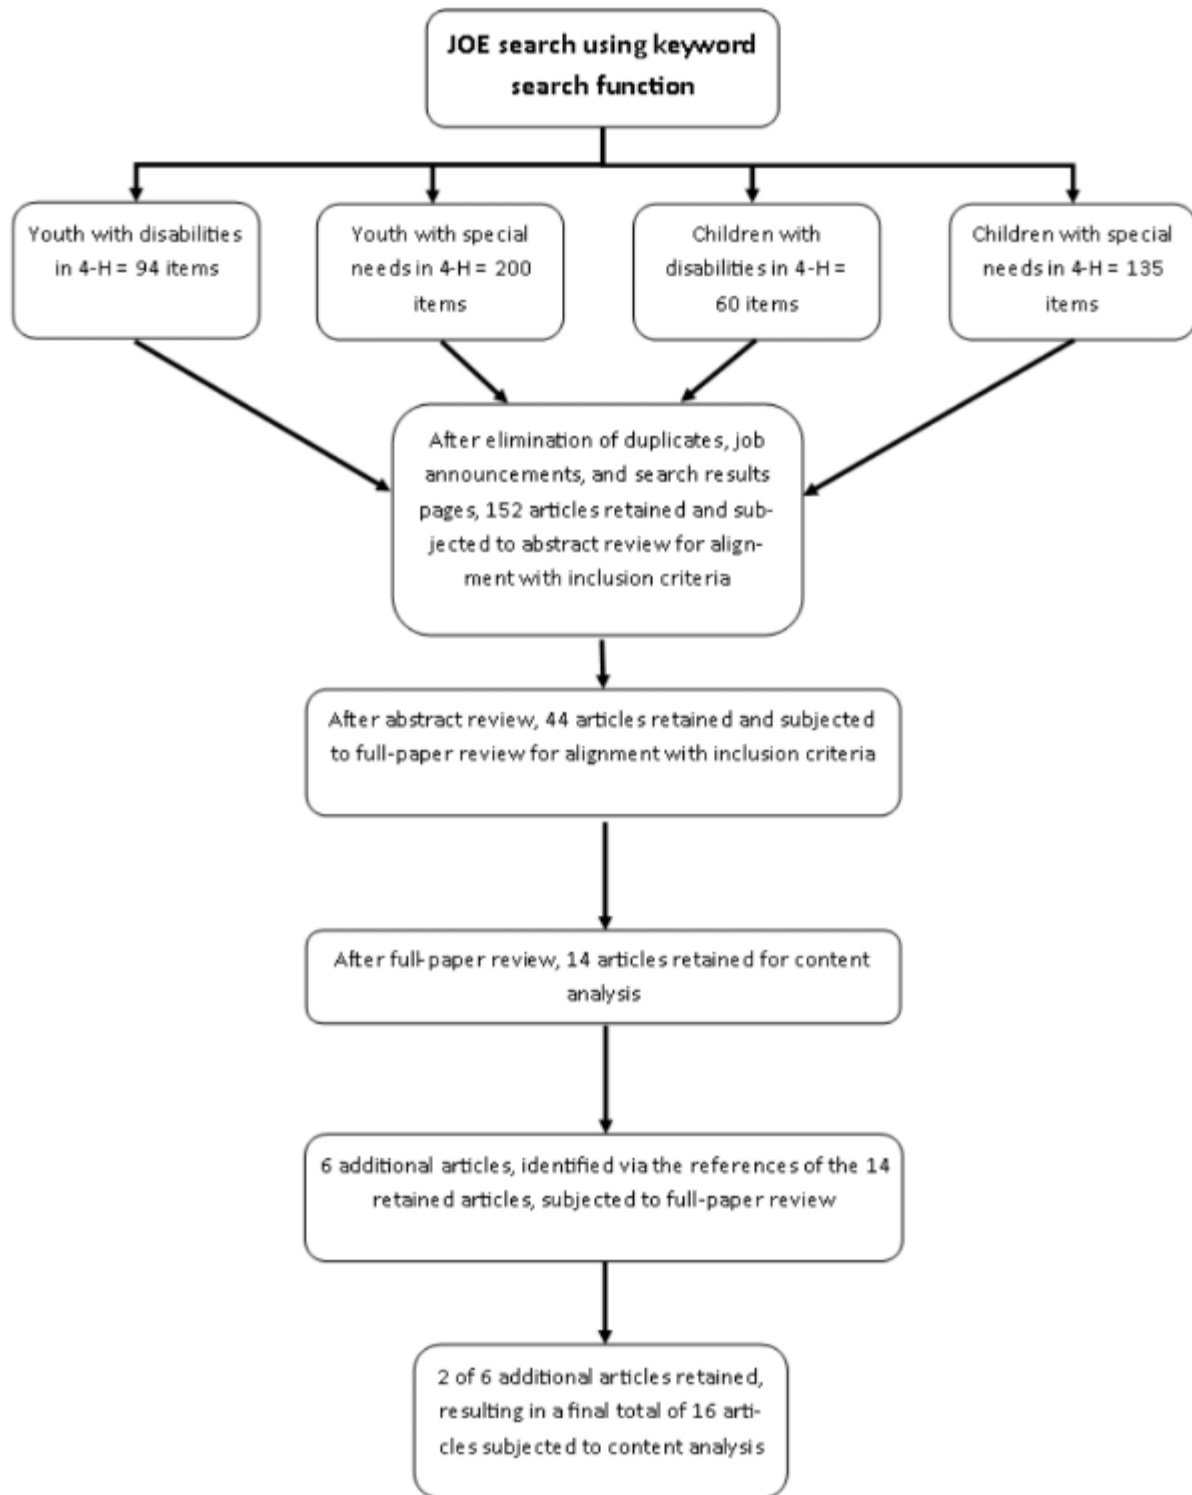 JOE search using keyword
search function
Youth with disabilities
in 4-H = 94 items
Youth with special
needs in 4-H = 200
items
Children with
disabilities in 4-H =
60 items
Children with special
needs in 4-H = 135
items
After elimination of duplicates, job
announcements, and search results
pages, 152 articles retained and sub-
jected to abstract review for align-
ment with inclusion criteria
After abstract review, 44 articles retained and subjected
to full-paper review for alignment with inclusion criteria
After full-paper review, 14 articles retained for content
analysis
6 additional articles, identified via the references of the 14
retained articles, subjected to full-paper review
2 of 6 additional articles retained,
resulting in a final total of 16 arti-
cles subjected to content analysis